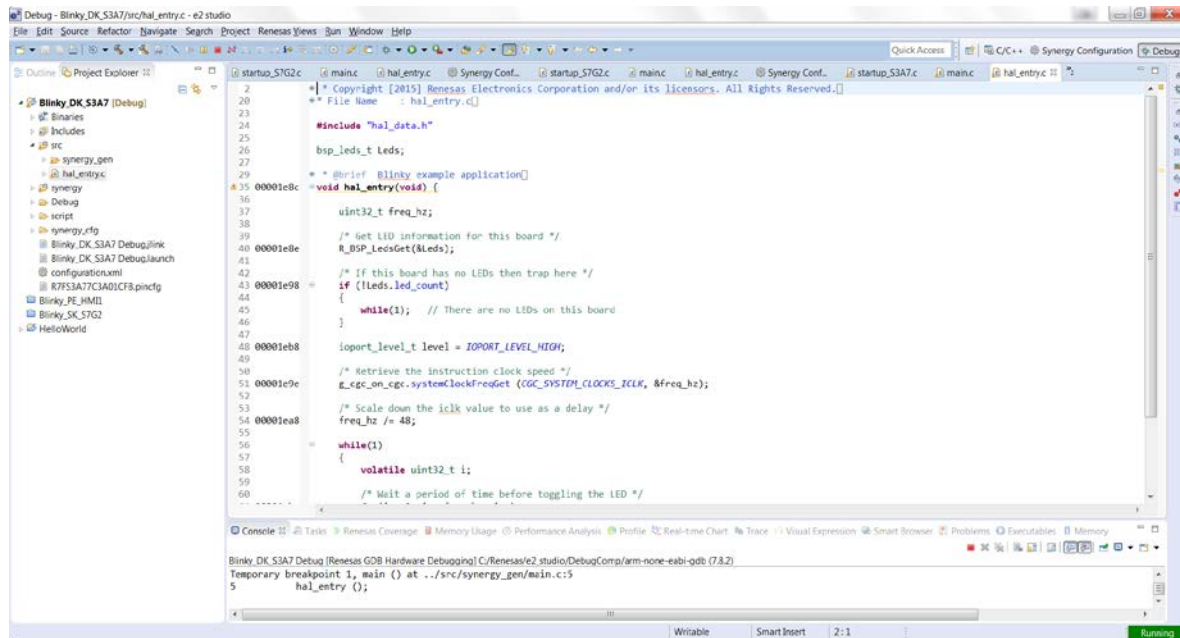 Debug - Blinky_DK_S3A7/src/hal_entry.c - e2 studio
File Edit Source Refactor Navigate Search Project Renesas Views Run Window Help
Quick Access C/C++ Synergy Configuration Debug
Outline Project Explorer
startup_S7G2.c main.c hal_entry.c Synergy Conf... startup_S7G2.c main.c hal_entry.c Synergy Conf... startup_S3A7.c main.c hal_entry.c
Blinky_DK_S3A7 [Debug]
Binaries
Includes
src
synergy_gen
hal_entry.c
synergy
Debug
script
synergy_cfg
Blinky_DK_S3A7 Debug.jlink
Blinky_DK_S3A7 Debug.launch
configuration.xml
R7FS3A77C3A01CFB.pincfg
Blinky_PE_HMI1
Blinky_SK_S7G2
HelloWorld
2 * Copyright [2015] Renesas Electronics Corporation and/or its licensors. All Rights Reserved.
20 * File Name : hal_entry.c
23
24 #include "hal_data.h"
25
26 bsp_leds_t Leds;
27
29 * @brief Blinky example application
35 00001e8c void hal_entry(void) {
36
37 uint32_t freq_hz;
38
39 /* Get LED information for this board */
40 00001e8e R_BSP_LedsGet(&Leds);
41
42 /* If this board has no LEDs then trap here */
43 00001e98 if (!Leds.led_count)
44 {
45 while(1); // There are no LEDs on this board
46 }
47
48 00001eb8 ioport_level_t level = IOPORT_LEVEL_HIGH;
49
50 /* Retrieve the instruction clock speed */
51 00001e9e g_cgc_on_cgc.systemClockFreqGet (CGC_SYSTEM_CLOCKS_ICLK, &freq_hz);
52
53 /* Scale down the iclk value to use as a delay */
54 00001ea8 freq_hz /= 48;
55
56 while(1)
57 {
58 volatile uint32_t i;
59
60 /* Wait a period of time before toggling the LED */
Console Tasks Renesas Coverage Memory Usage Performance Analysis Profile Real-time Chart Trace Visual Expression Smart Browser Problems Executables Memory
Blinky_DK_S3A7 Debug [Renesas GDB Hardware Debugging] C:/Renesas/e2_studio/DebugComp/arm-none-eabi-gdb (7.8.2)
Temporary breakpoint 1, main () at ../src/synergy_gen/main.c:5
5 hal_entry ();
Writable Smart Insert 2:1 Running